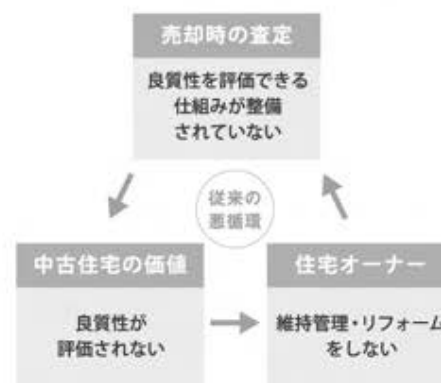 売却時の査定
良質性を評価できる
仕組みが整備
されていない
従来の
悪循環
中古住宅の価値
良質性が
評価されない
住宅オーナー
維持管理・リフォーム
をしない